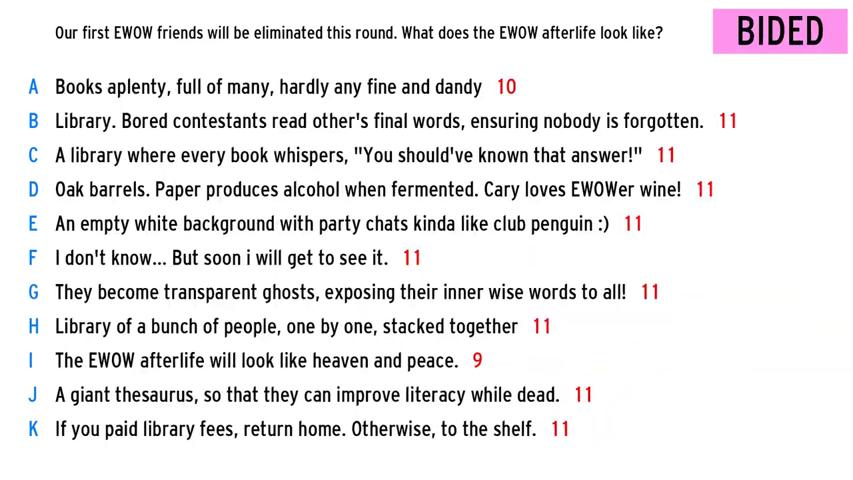 Our first EWOW friends will be eliminated this round. What does the EWOW afterlife look like?
BIDED
A Books aplenty, full of many, hardly any fine and dandy 10
B Library. Bored contestants read other's final words, ensuring nobody is forgotten. 11
C A library where every book whispers, "You should've known that answer!" 11
D Oak barrels. Paper produces alcohol when fermented. Cary loves EWOWer wine! 11
E An empty white background with party chats kinda like club penguin :) 11
F I don't know... But soon i will get to see it. 11
G They become transparent ghosts, exposing their inner wise words to all! 11
H Library of a bunch of people, one by one, stacked together 11
I The EWOW afterlife will look like heaven and peace. 9
J A giant thesaurus, so that they can improve literacy while dead. 11
K If you paid library fees, return home. Otherwise, to the shelf. 11